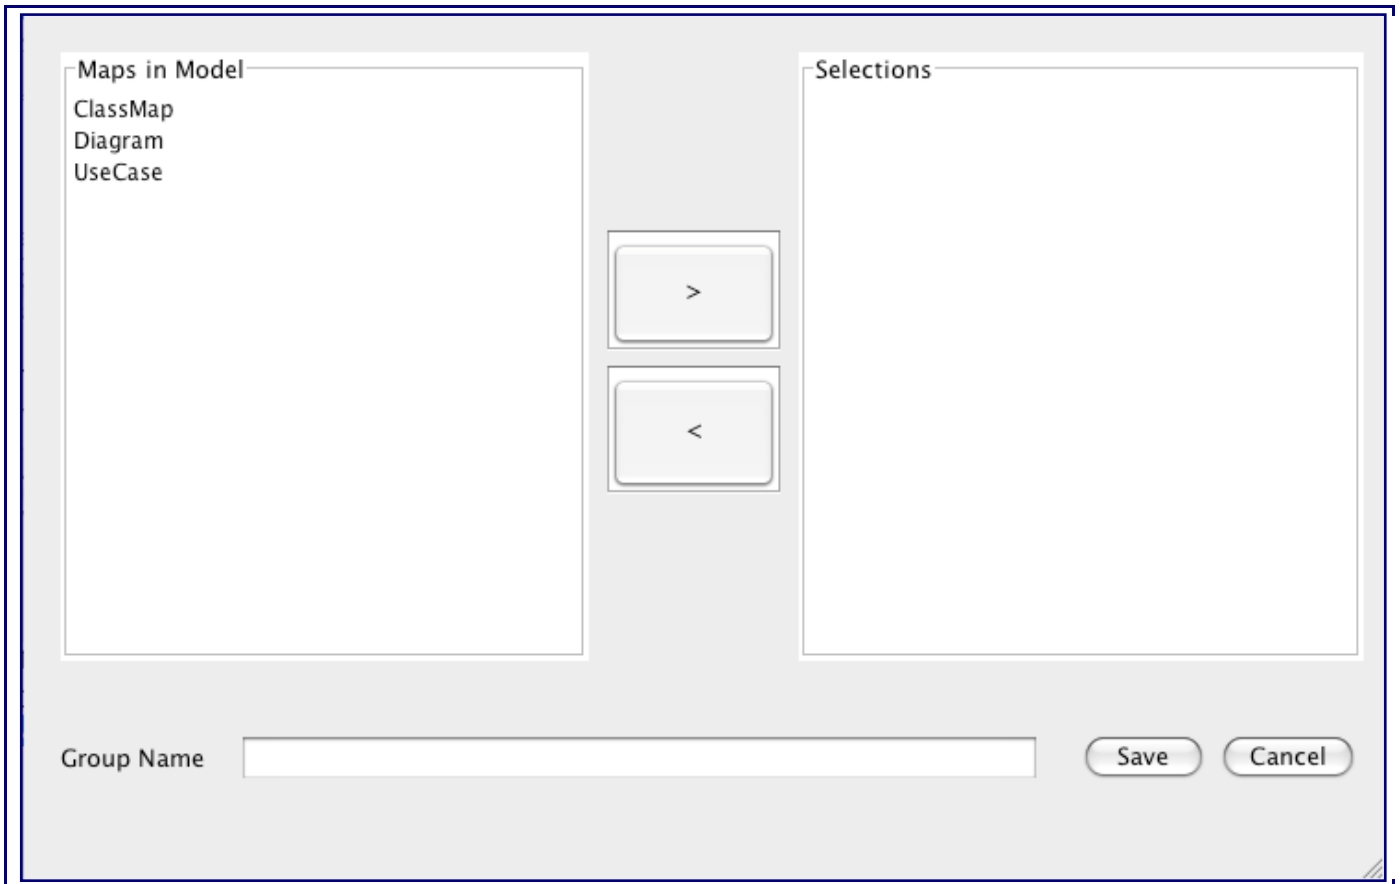 Maps in Model
ClassMap
Diagram
UseCase
Selections
>
<
Group Name
Save
Cancel